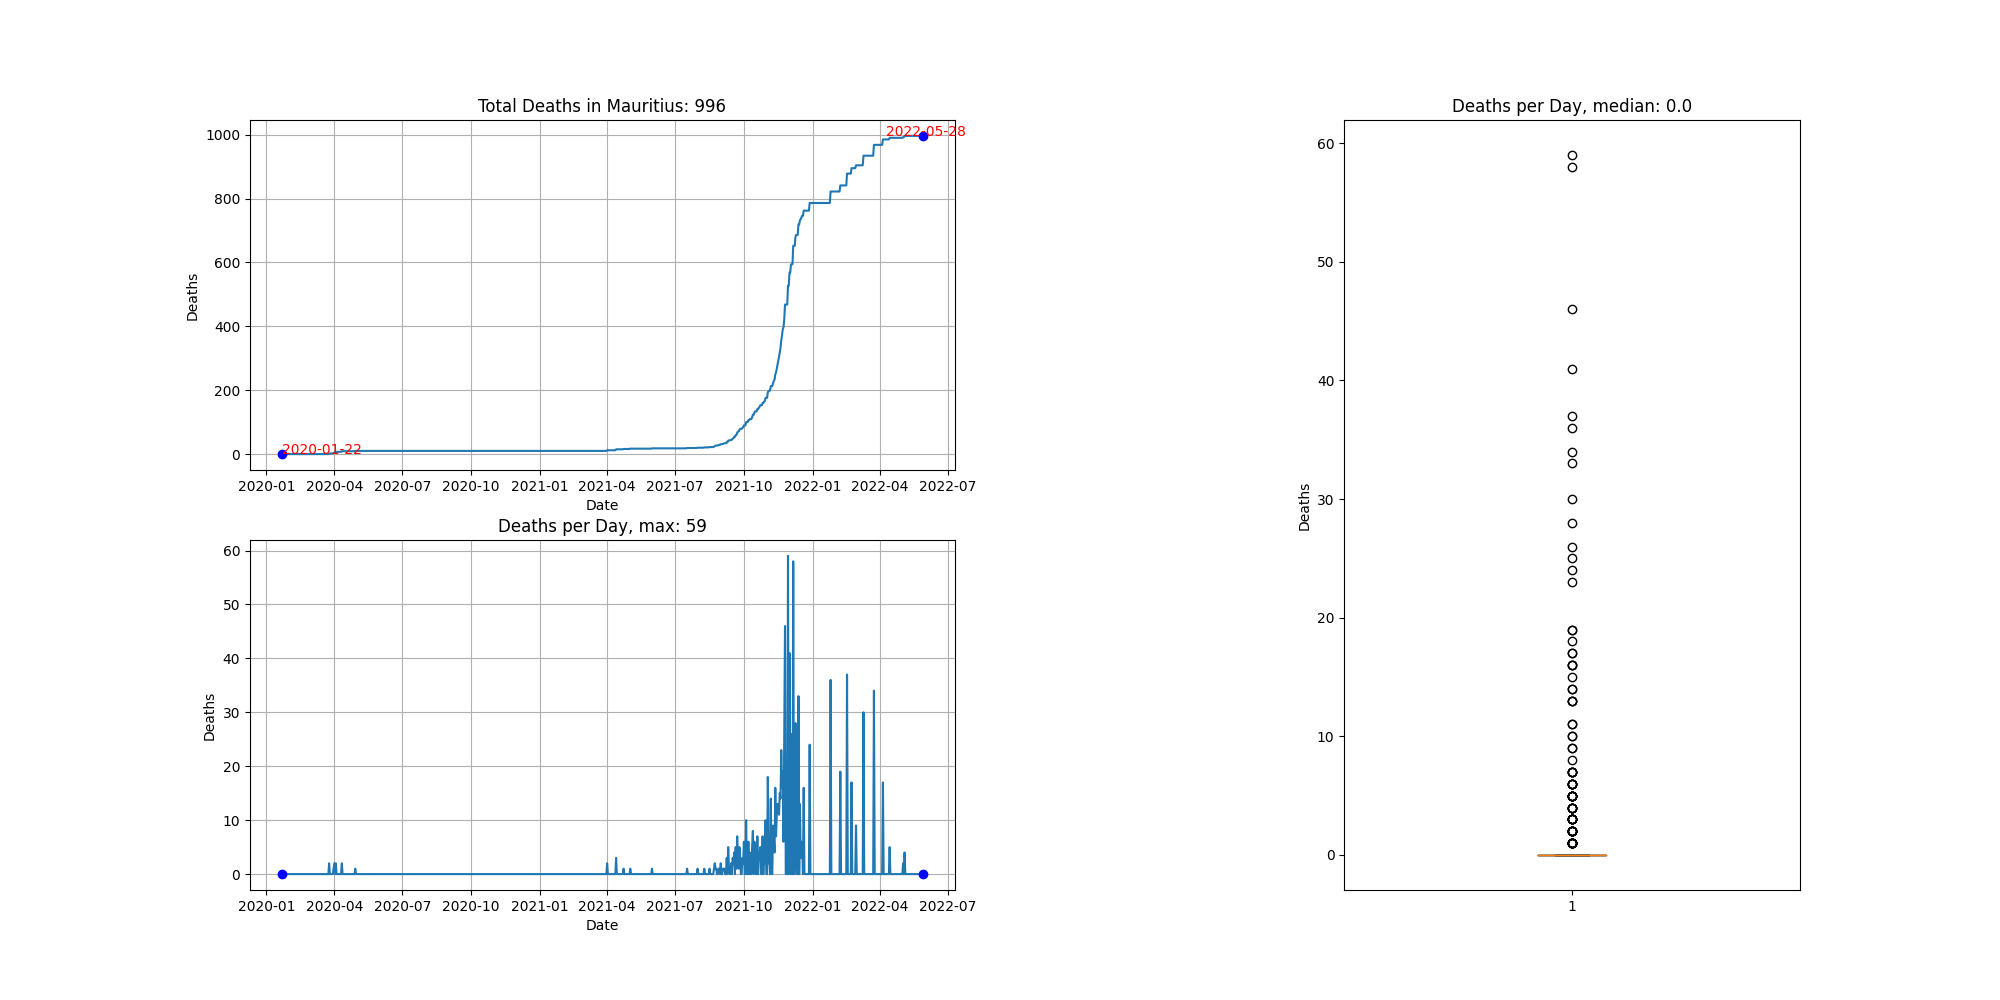 Total Deaths in Mauritius: 996
1000
800
600
400
200
0
Deaths
2020-01-22
2022-05-28
2020-01 2020-04 2020-07 2020-10 2021-01 2021-04 2021-07 2021-10 2022-01 2022-04 2022-07
Date
Deaths per Day, max: 59
60
50
40
30
20
10
0
Deaths
2020-01 2020-04 2020-07 2020-10 2021-01 2021-04 2021-07 2021-10 2022-01 2022-04 2022-07
Date
Deaths per Day, median: 0.0
60
50
40
30
20
10
0
Deaths
1